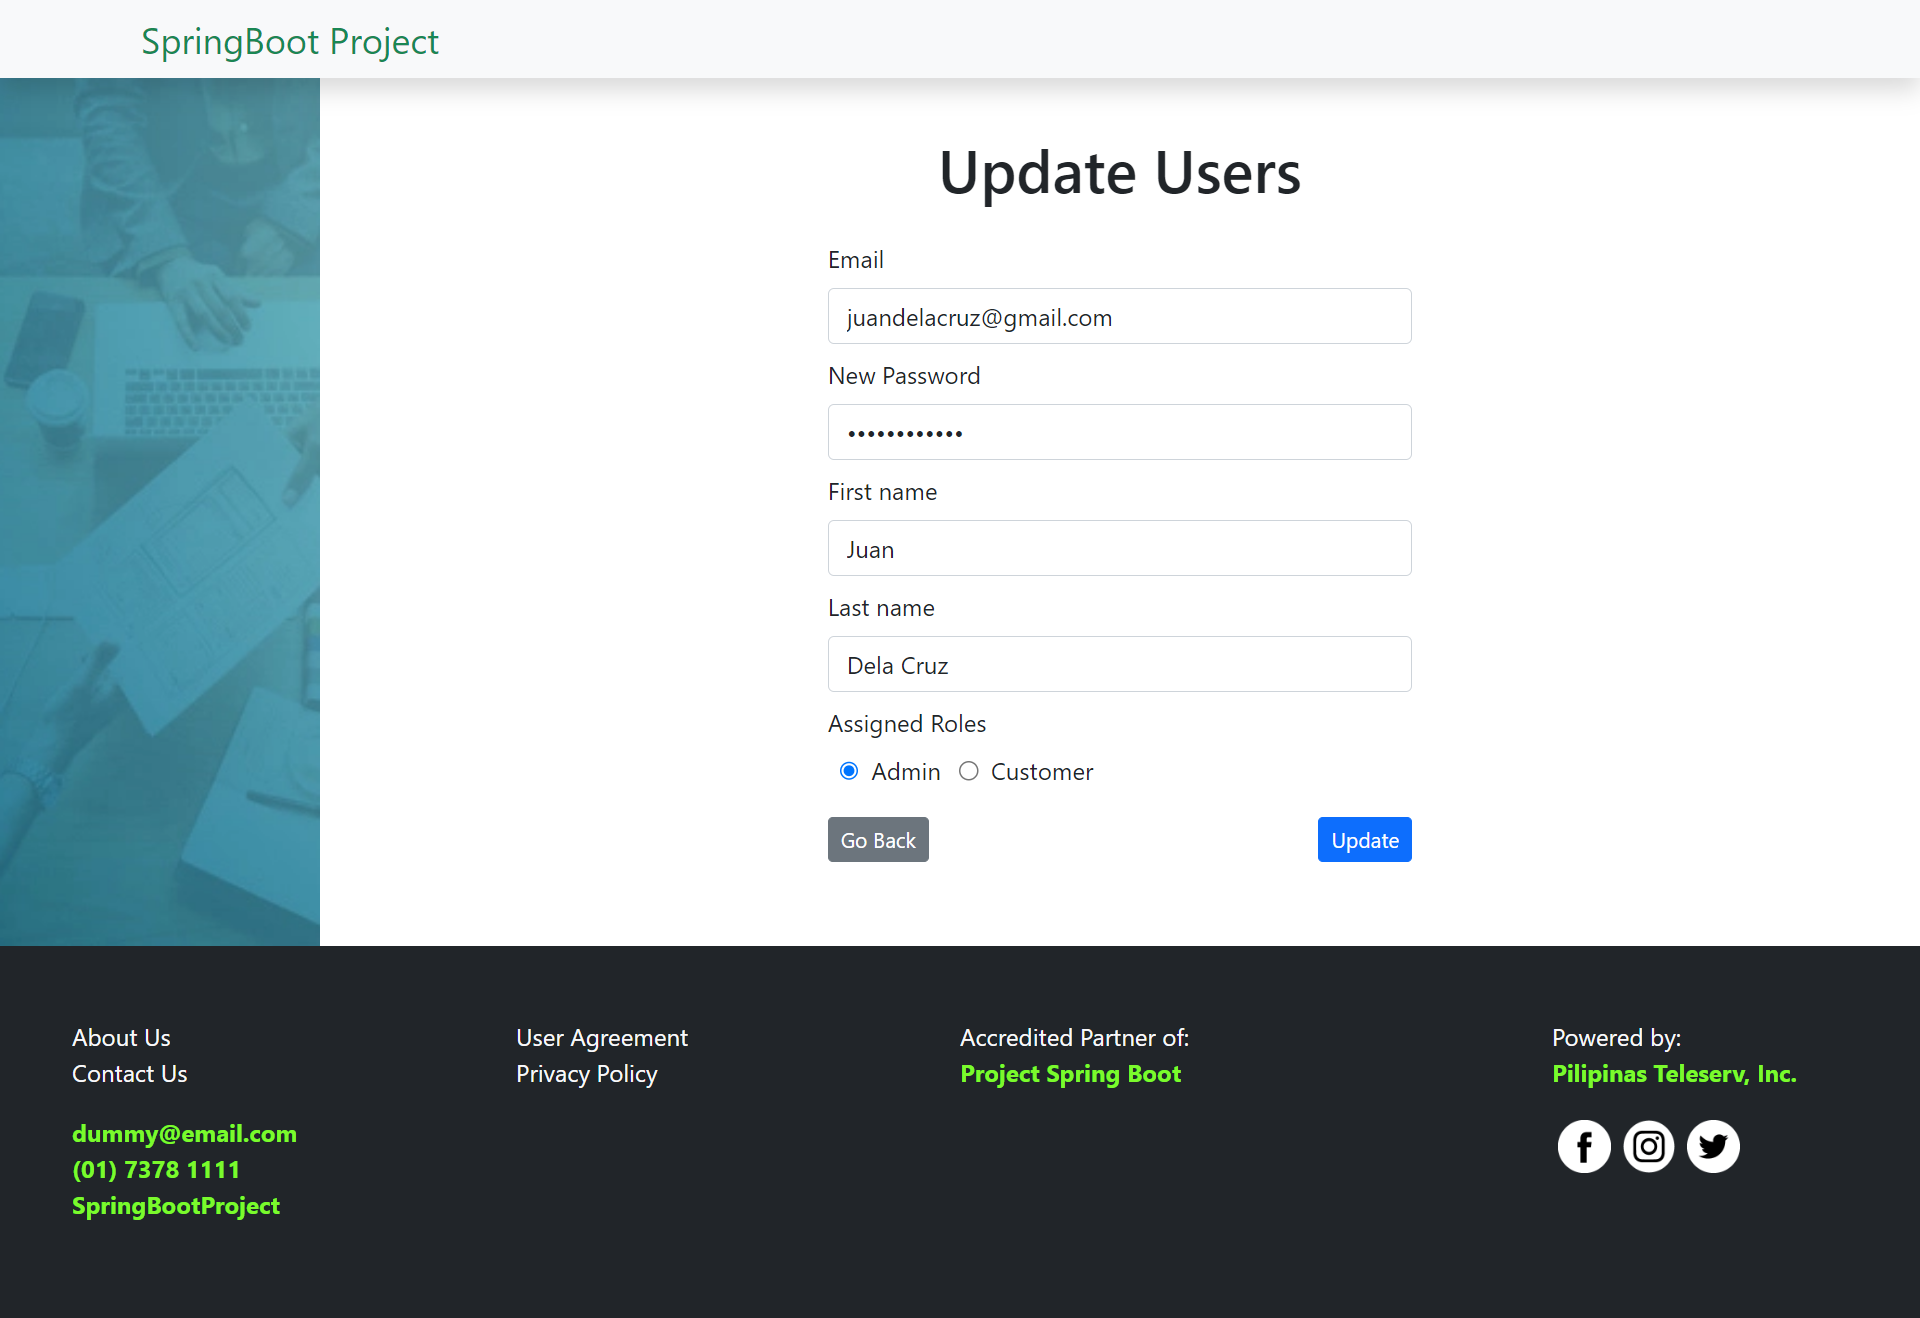 SpringBoot Project
Update Users
Email
juandelacruz@gmail.com
New Password
••••••••••••
First name
Juan
Last name
Dela Cruz
Assigned Roles
Admin Customer
Go Back Update
About Us
Contact Us
dummy@email.com
(01) 7378 1111
SpringBootProject
User Agreement
Privacy Policy
Accredited Partner of:
Project Spring Boot
Powered by:
Pilipinas Teleserv, Inc.